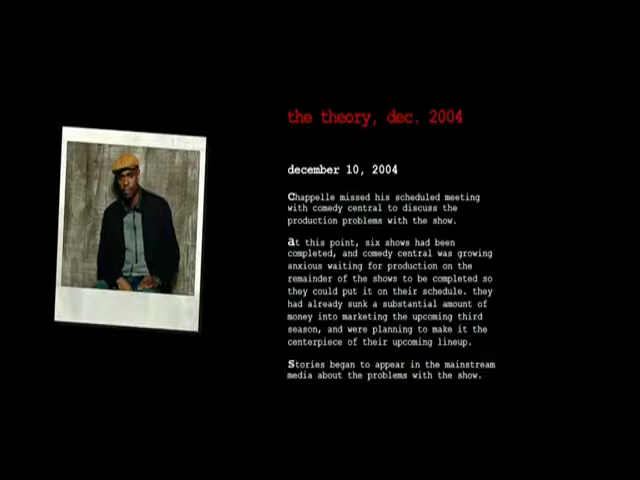 the theory, dec. 2004
december 10, 2004
Chappelle missed his scheduled meeting
with comedy central to discuss the
production problems with the show.
at this point, six shows had been
completed, and comedy central was growing
anxious waiting for production on the
remainder of the shows to be completed so
they could put it on their schedule. they
had already sunk a substantial amount of
money into marketing the upcoming third
season, and were planning to make it the
centerpiece of their upcoming lineup.
Stories began to appear in the mainstream
media about the problems with the show.